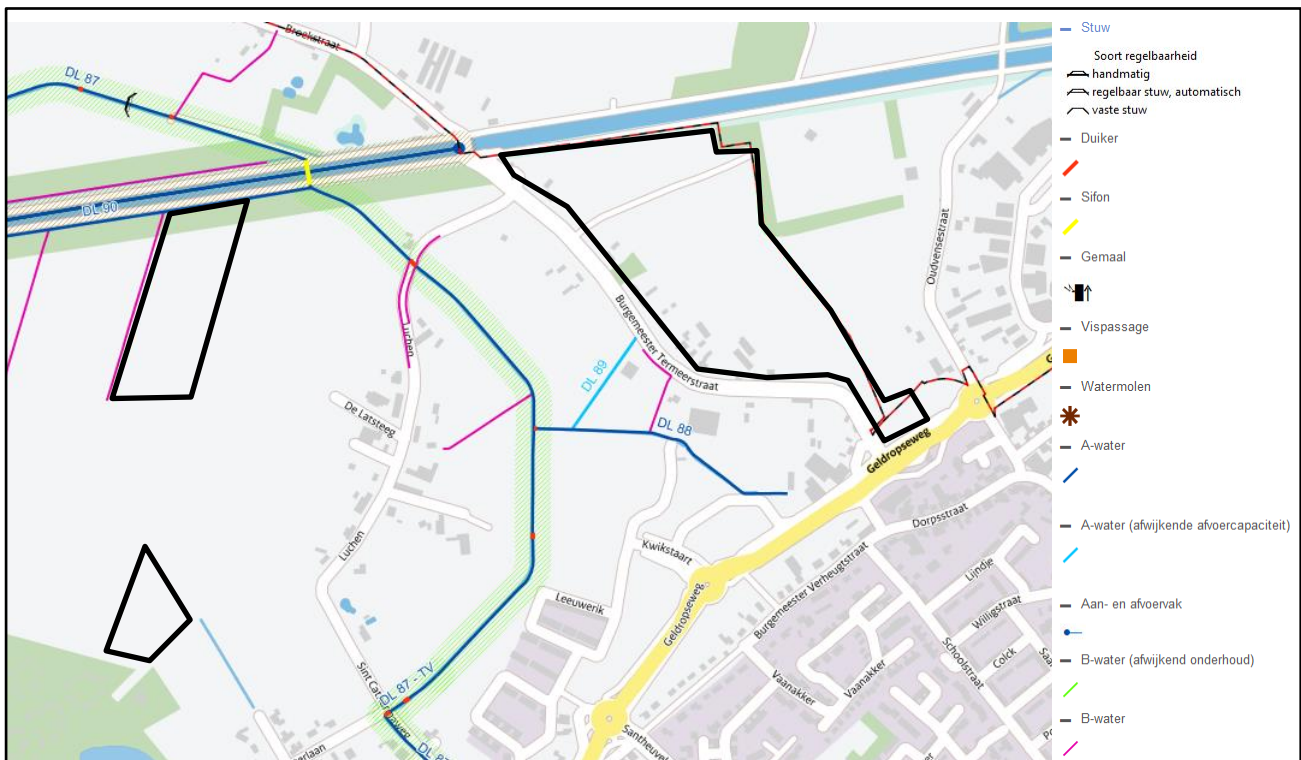 Broekstraat
DL 87
DL 90
Luchen
Burgemeester Termeerstraat
Oudvensestraat
DL 89
DL 88
De Latsteeg
Geldropseweg
Luchen
Kwikstaart
Dorpsstraat
Lijndje
Willigstraat
Colck
Leeuwerik
Geldropseweg
Burgemeester Verheugtstraat
Schoolstraat
Vaanakker
Vaanakker
DL 87 - TV
Stuw
Soort regelbaarheid
handmatig
regelbaar stuw, automatisch
vaste stuw
Duiker
Sifon
Gemaal
Vispassage
Watermolen
A-water
A-water (afwijkende afvoercapaciteit)
Aan- en afvoervak
B-water (afwijkend onderhoud)
B-water